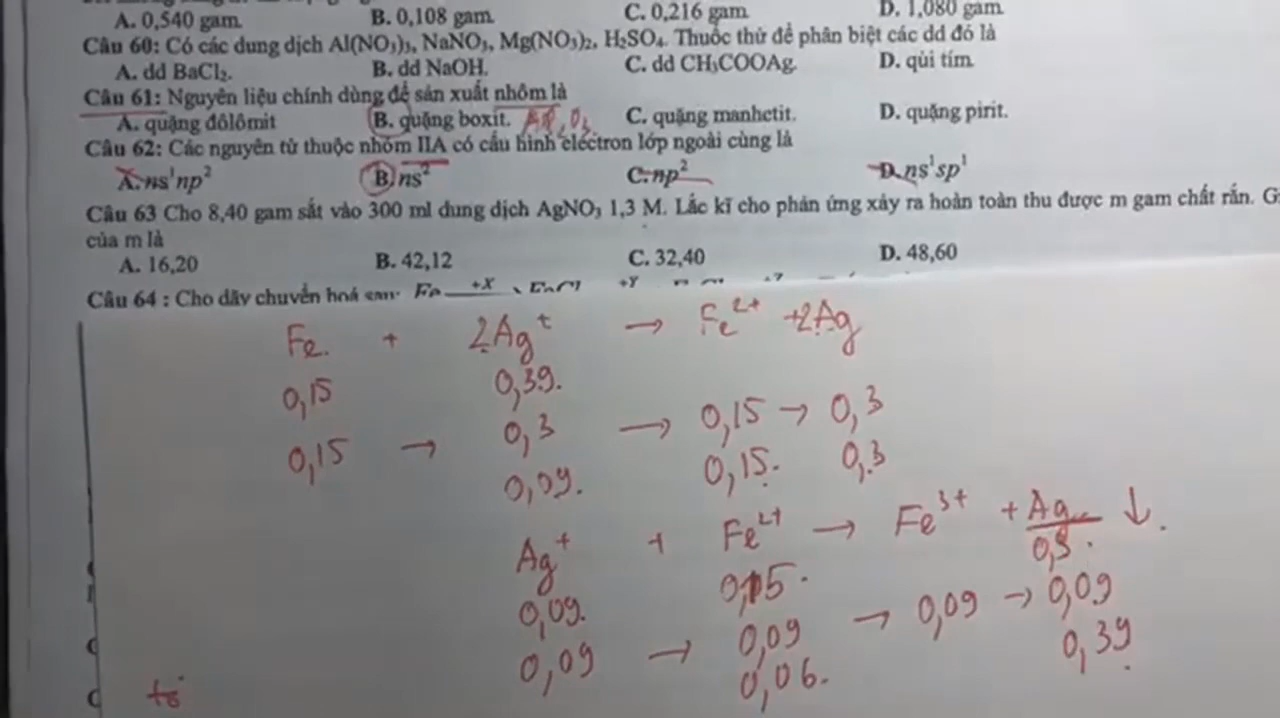 A. 0,540 gam. B. 0,108 gam. C. 0,216 gam. D. 1,080 gam.
Câu 60: Có các dung dịch Al(NO₃)₃, NaNO₃, Mg(NO₃)₂, H₂SO₄. Thuốc thử để phân biệt các dd đó là
A. dd BaCl₂. B. dd NaOH. C. dd CH₃COOAg. D. qùi tím.
Câu 61: Nguyên liệu chính dùng để sản xuất nhôm là
A. quặng đôlômit B. quặng boxit. Al₂O₃ C. quặng manhetit. D. quặng pirit.
Câu 62: Các nguyên tử thuộc nhóm IIA có cấu hình electron lớp ngoài cùng là
A. ns¹np² B. ns² C. np² D. ns¹sp¹
Câu 63 Cho 8,40 gam sắt vào 300 ml dung dịch AgNO₃ 1,3 M. Lắc kĩ cho phản ứng xảy ra hoàn toàn thu được m gam chất rắn. G
của m là
A. 16,20 B. 42,12 C. 32,40 D. 48,60
Câu 64 : Cho dãy chuyển hoá sau: Fe +X +Y
Fe + 2Ag⁺ → Fe²⁺ + 2Ag
0,15 0,39.
0,15 → 0,3 → 0,15 → 0,3
0,09. 0,15. 0,3
Ag⁺ + Fe²⁺ → Fe³⁺ + Ag ↓.
0,09. 0,15. 0,3.
0,09 → 0,09 → 0,09 → 0,09
0,06. 0,39.